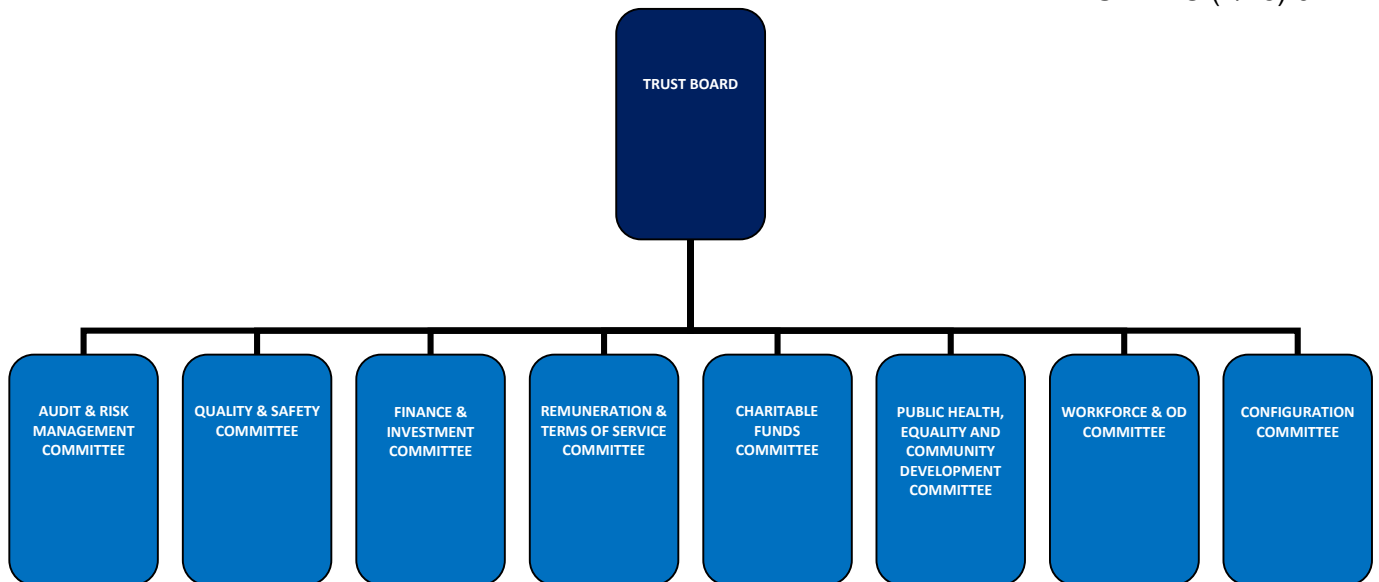 TRUST BOARD
AUDIT & RISK
MANAGEMENT
COMMITTEE
QUALITY & SAFETY
COMMITTEE
FINANCE &
INVESTMENT
COMMITTEE
REMUNERATION &
TERMS OF SERVICE
COMMITTEE
CHARITABLE
FUNDS
COMMITTEE
PUBLIC HEALTH,
EQUALITY AND
COMMUNITY
DEVELOPMENT
COMMITTEE
WORKFORCE & OD
COMMITTEE
CONFIGURATION
COMMITTEE